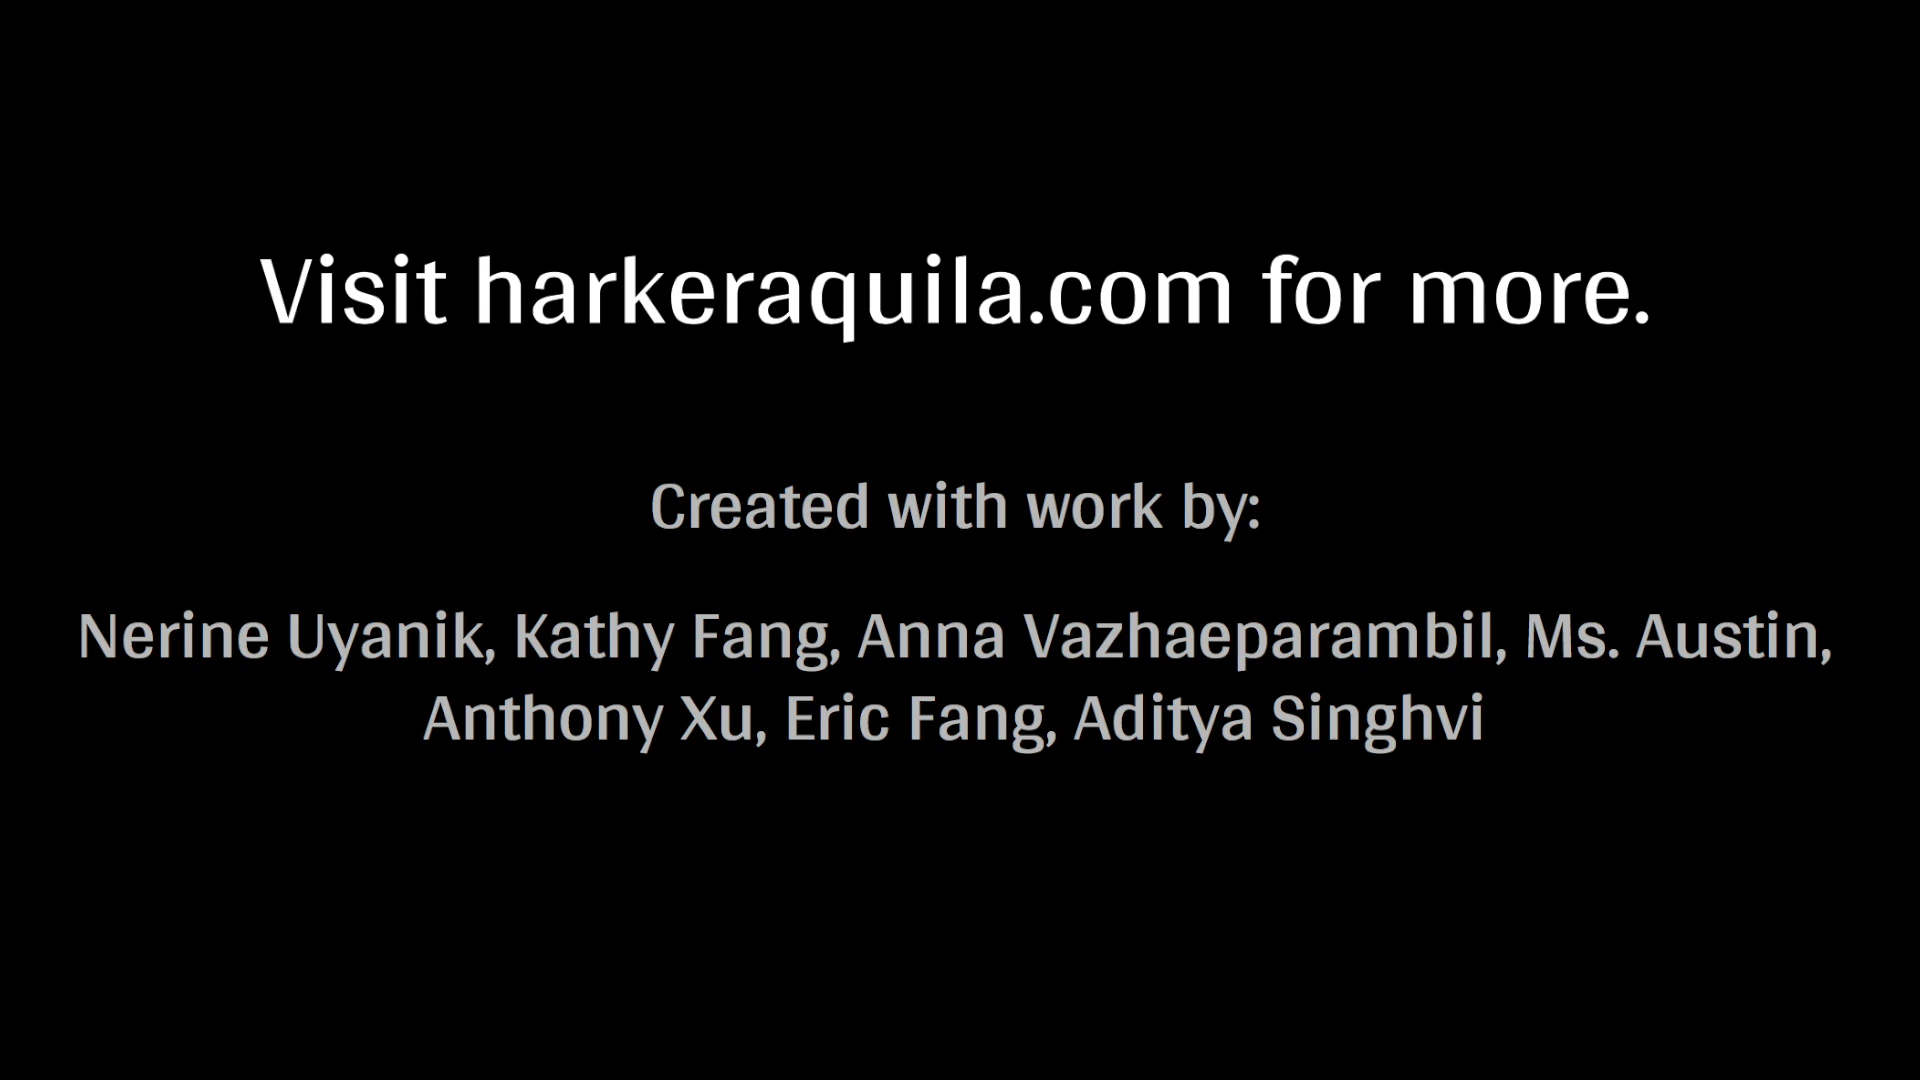 Visit harkeraquila.com for more.
Created with work by:
Nerine Uyanik, Kathy Fang, Anna Vazhaeparambil, Ms. Austin,
Anthony Xu, Eric Fang, Aditya Singhvi